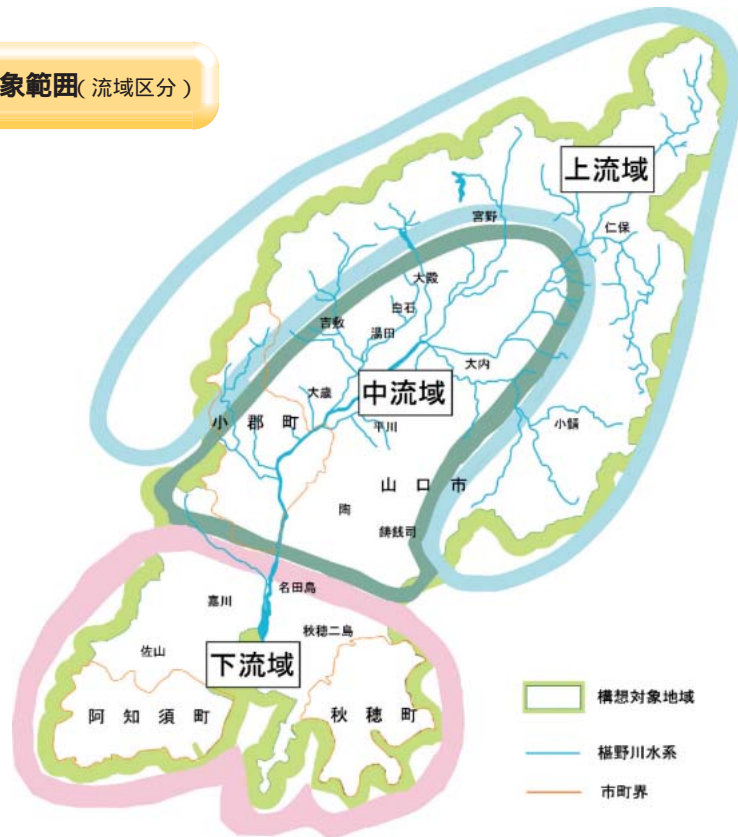 象範囲(流域区分)
上流域
宮野
仁保
大殿
白石
吉敷
湯田
大内
中流域
大歳
小鯖
小郡町
平川
山口市
陶
鋳銭司
名田島
嘉川
秋穂二島
佐山
下流域
阿知須町
秋穂町
構想対象地域
椹野川水系
市町界